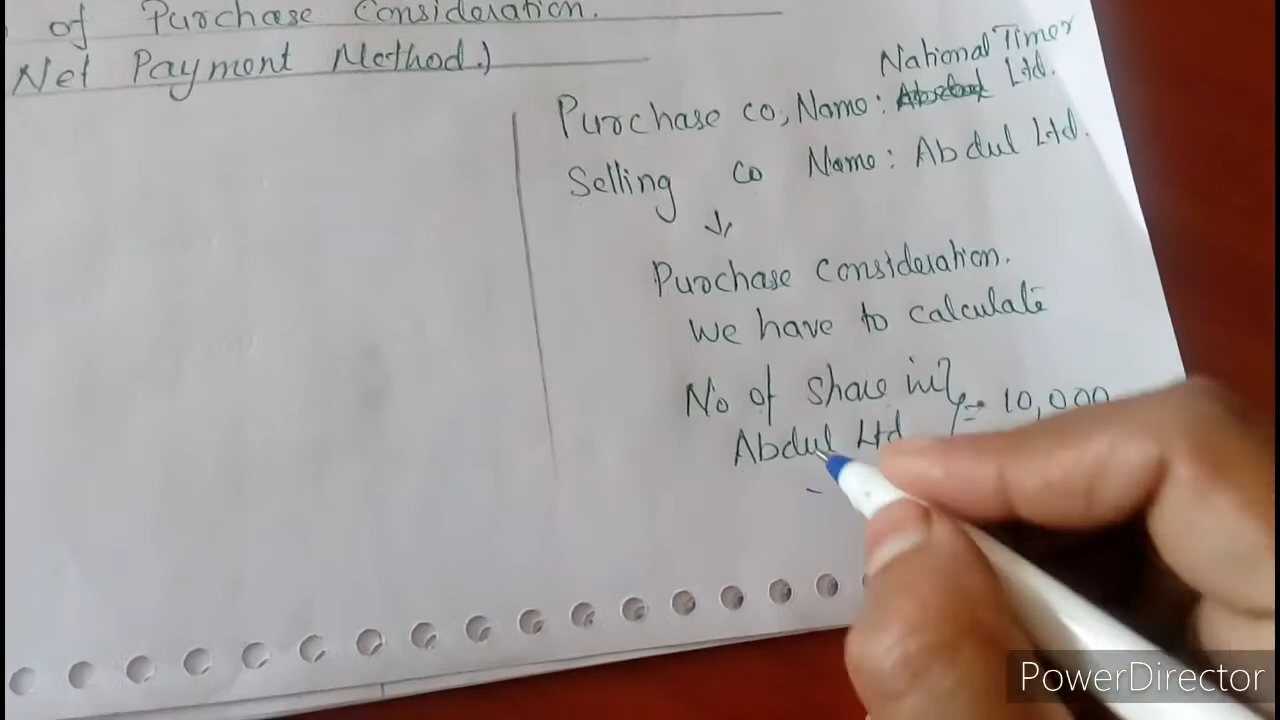 of Purchase Consideration.
Net Payment Method.)
National Timer
Purchase co, Name: Ltd.
Selling co Name: Abdul Ltd.
Purchase Consideration.
we have to calculate
No of share in
Abdul Ltd = 10,000
PowerDirector